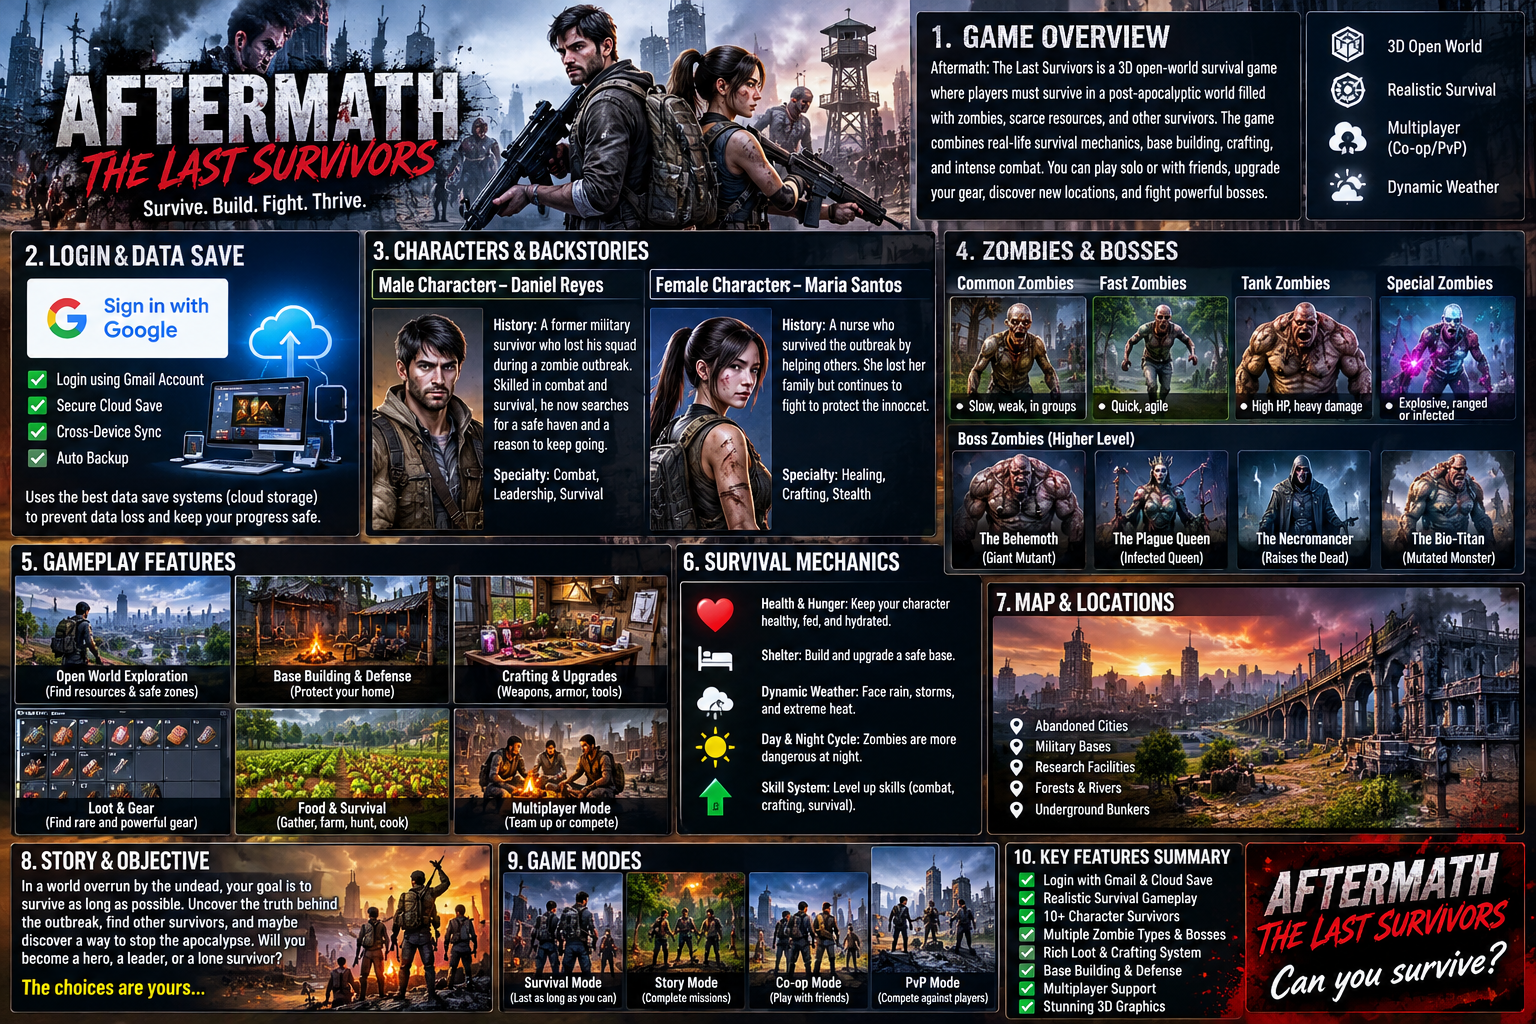 AFTERMATH
THE LAST SURVIVORS
Survive. Build. Fight. Thrive.
1. GAME OVERVIEW
Aftermath: The Last Survivors is a 3D open-world survival game
where players must survive in a post-apocalyptic world filled
with zombies, scarce resources, and other survivors. The game
combines real-life survival mechanics, base building, crafting,
and intense combat. You can play solo or with friends, upgrade
your gear, discover new locations, and fight powerful bosses.
3D Open World
Realistic Survival
Multiplayer
(Co-op/PvP)
Dynamic Weather
2. LOGIN & DATA SAVE
Sign in with
Google
Login using Gmail Account
Secure Cloud Save
Cross-Device Sync
Auto Backup
Uses the best data save systems (cloud storage)
to prevent data loss and keep your progress safe.
3. CHARACTERS & BACKSTORIES
Male Character: – Daniel Reyes
History: A former military
survivor who lost his squad
during a zombie outbreak.
Skilled in combat and
survival, he now searches
for a safe haven and a
reason to keep going.
Specialty: Combat,
Leadership, Survival
Female Character: – Maria Santos
History: A nurse who
survived the outbreak by
helping others. She lost her
family but continues to
fight to protect the innoccet.
Specialty: Healing,
Crafting, Stealth
4. ZOMBIES & BOSSES
Common Zombies
• Slow, weak, in groups
Fast Zombies
• Quick, agile
Tank Zombies
• High HP, heavy damage
Special Zombies
• Explosive, ranged
or infected
Boss Zombies (Higher Level)
The Behemoth
(Giant Mutant)
The Plague Queen
(Infected Queen)
The Necromancer
(Raises the Dead)
The Bio-Titan
(Mutated Monster)
5. GAMEPLAY FEATURES
Open World Exploration
(Find resources & safe zones)
Base Building & Defense
(Protect your home)
Crafting & Upgrades
(Weapons, armor, tools)
Loot & Gear
(Find rare and powerful gear)
Food & Survival
(Gather, farm, hunt, cook)
Multiplayer Mode
(Team up or compete)
6. SURVIVAL MECHANICS
Health & Hunger: Keep your character
healthy, fed, and hydrated.
Shelter: Build and upgrade a safe base.
Dynamic Weather: Face rain, storms,
and extreme heat.
Day & Night Cycle: Zombies are more
dangerous at night.
Skill System: Level up skills (combat,
crafting, survival).
7. MAP & LOCATIONS
Abandoned Cities
Military Bases
Research Facilities
Forests & Rivers
Underground Bunkers
8. STORY & OBJECTIVE
In a world overrun by the undead, your goal is to
survive as long as possible. Uncover the truth behind
the outbreak, find other survivors, and maybe
discover a way to stop the apocalypse. Will you
become a hero, a leader, or a lone survivor?
The choices are yours...
9. GAME MODES
Survival Mode
(Last as long as you can)
Story Mode
(Complete missions)
Co-op Mode
(Play with friends)
PvP Mode
(Compete against players)
10. KEY FEATURES SUMMARY
Login with Gmail & Cloud Save
Realistic Survival Gameplay
10+ Character Survivors
Multiple Zombie Types & Bosses
Rich Loot & Crafting System
Base Building & Defense
Multiplayer Support
Stunning 3D Graphics
AFTERMATH
THE LAST SURVIVORS
Can you survive?